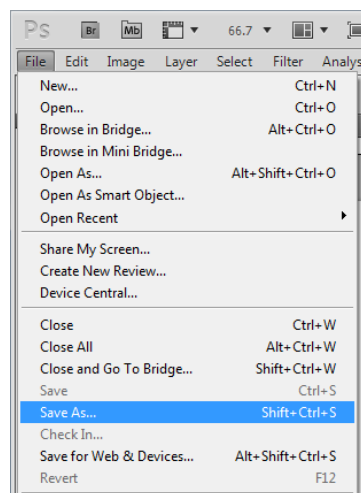 Ps Br Mb 66.7
File Edit Image Layer Select Filter Analys
New... Ctrl+N
Open... Ctrl+O
Browse in Bridge... Alt+Ctrl+O
Browse in Mini Bridge...
Open As... Alt+Shift+Ctrl+O
Open As Smart Object...
Open Recent
Share My Screen...
Create New Review...
Device Central...
Close Ctrl+W
Close All Alt+Ctrl+W
Close and Go To Bridge... Shift+Ctrl+W
Save Ctrl+S
Save As... Shift+Ctrl+S
Check In...
Save for Web & Devices... Alt+Shift+Ctrl+S
Revert F12